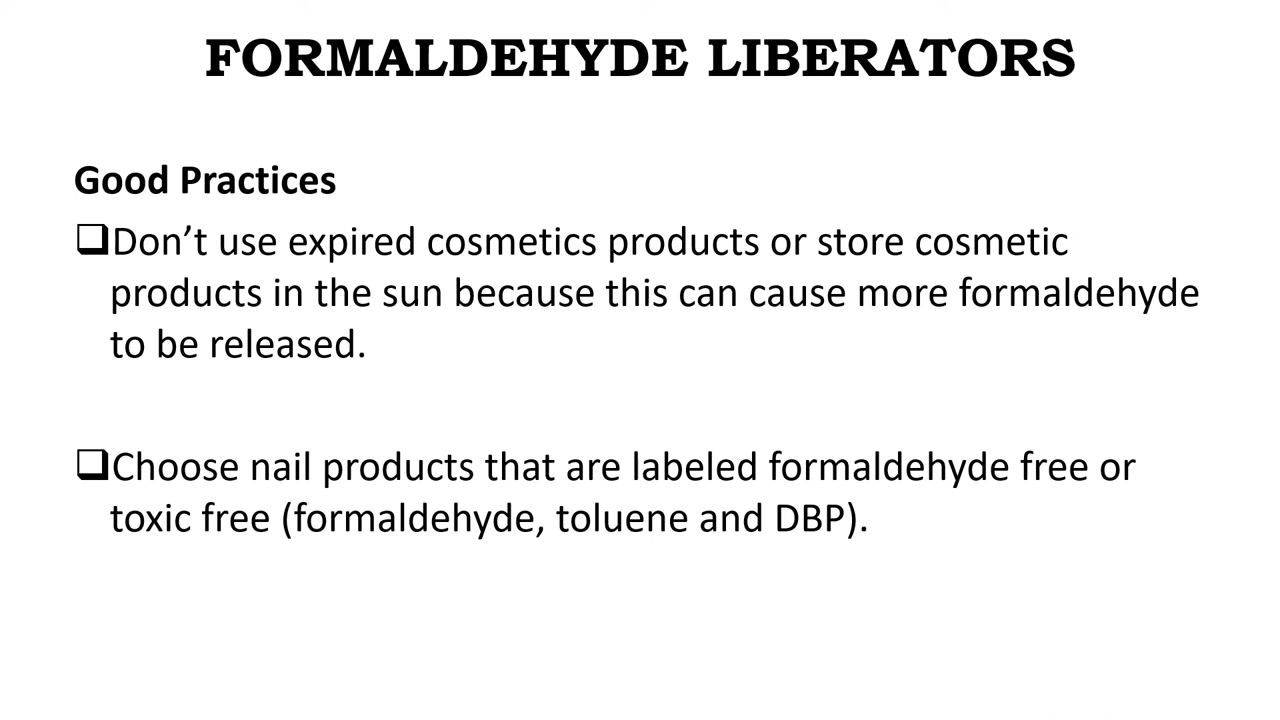 FORMALDEHYDE LIBERATORS
Good Practices
❑Don’t use expired cosmetics products or store cosmetic
products in the sun because this can cause more formaldehyde
to be released.
❑Choose nail products that are labeled formaldehyde free or
toxic free (formaldehyde, toluene and DBP).